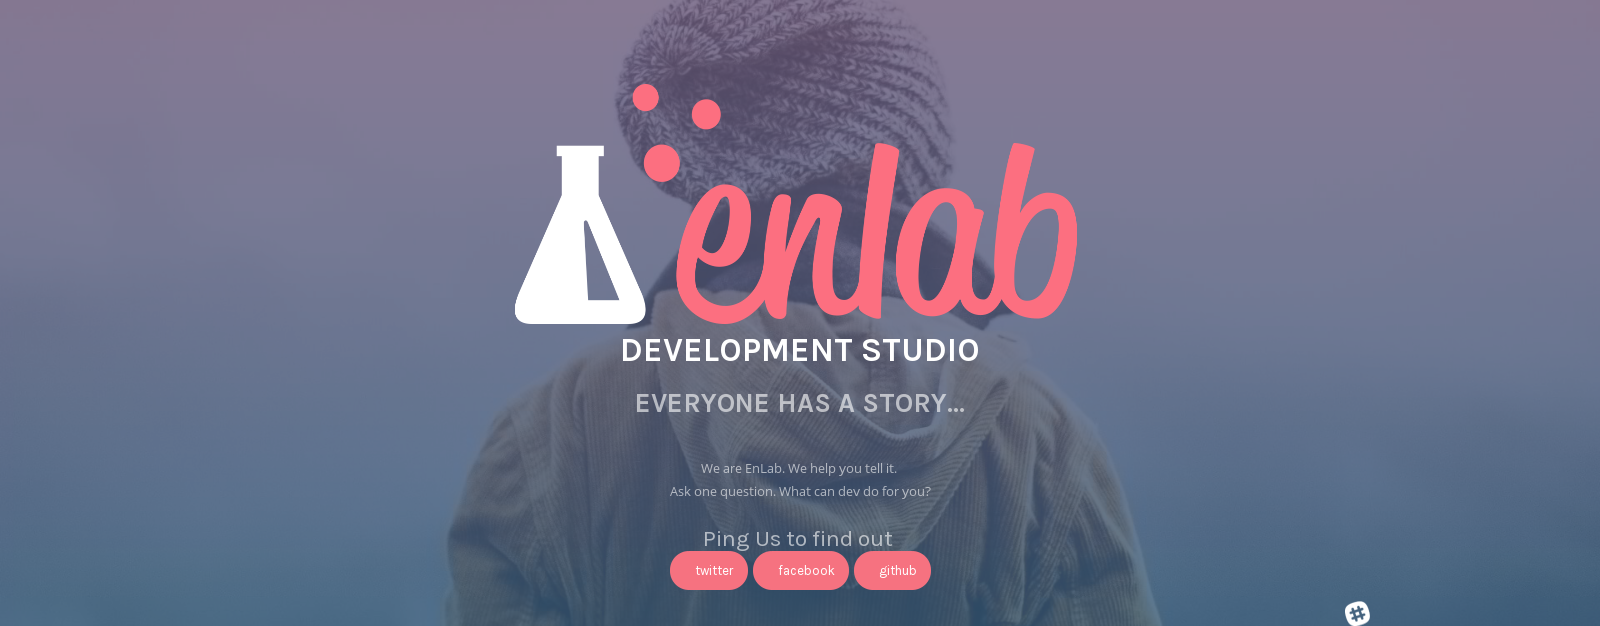 enlab
DEVELOPMENT STUDIO
EVERYONE HAS A STORY...
We are EnLab. We help you tell it.
Ask one question. What can dev do for you?
Ping Us to find out
twitter facebook github